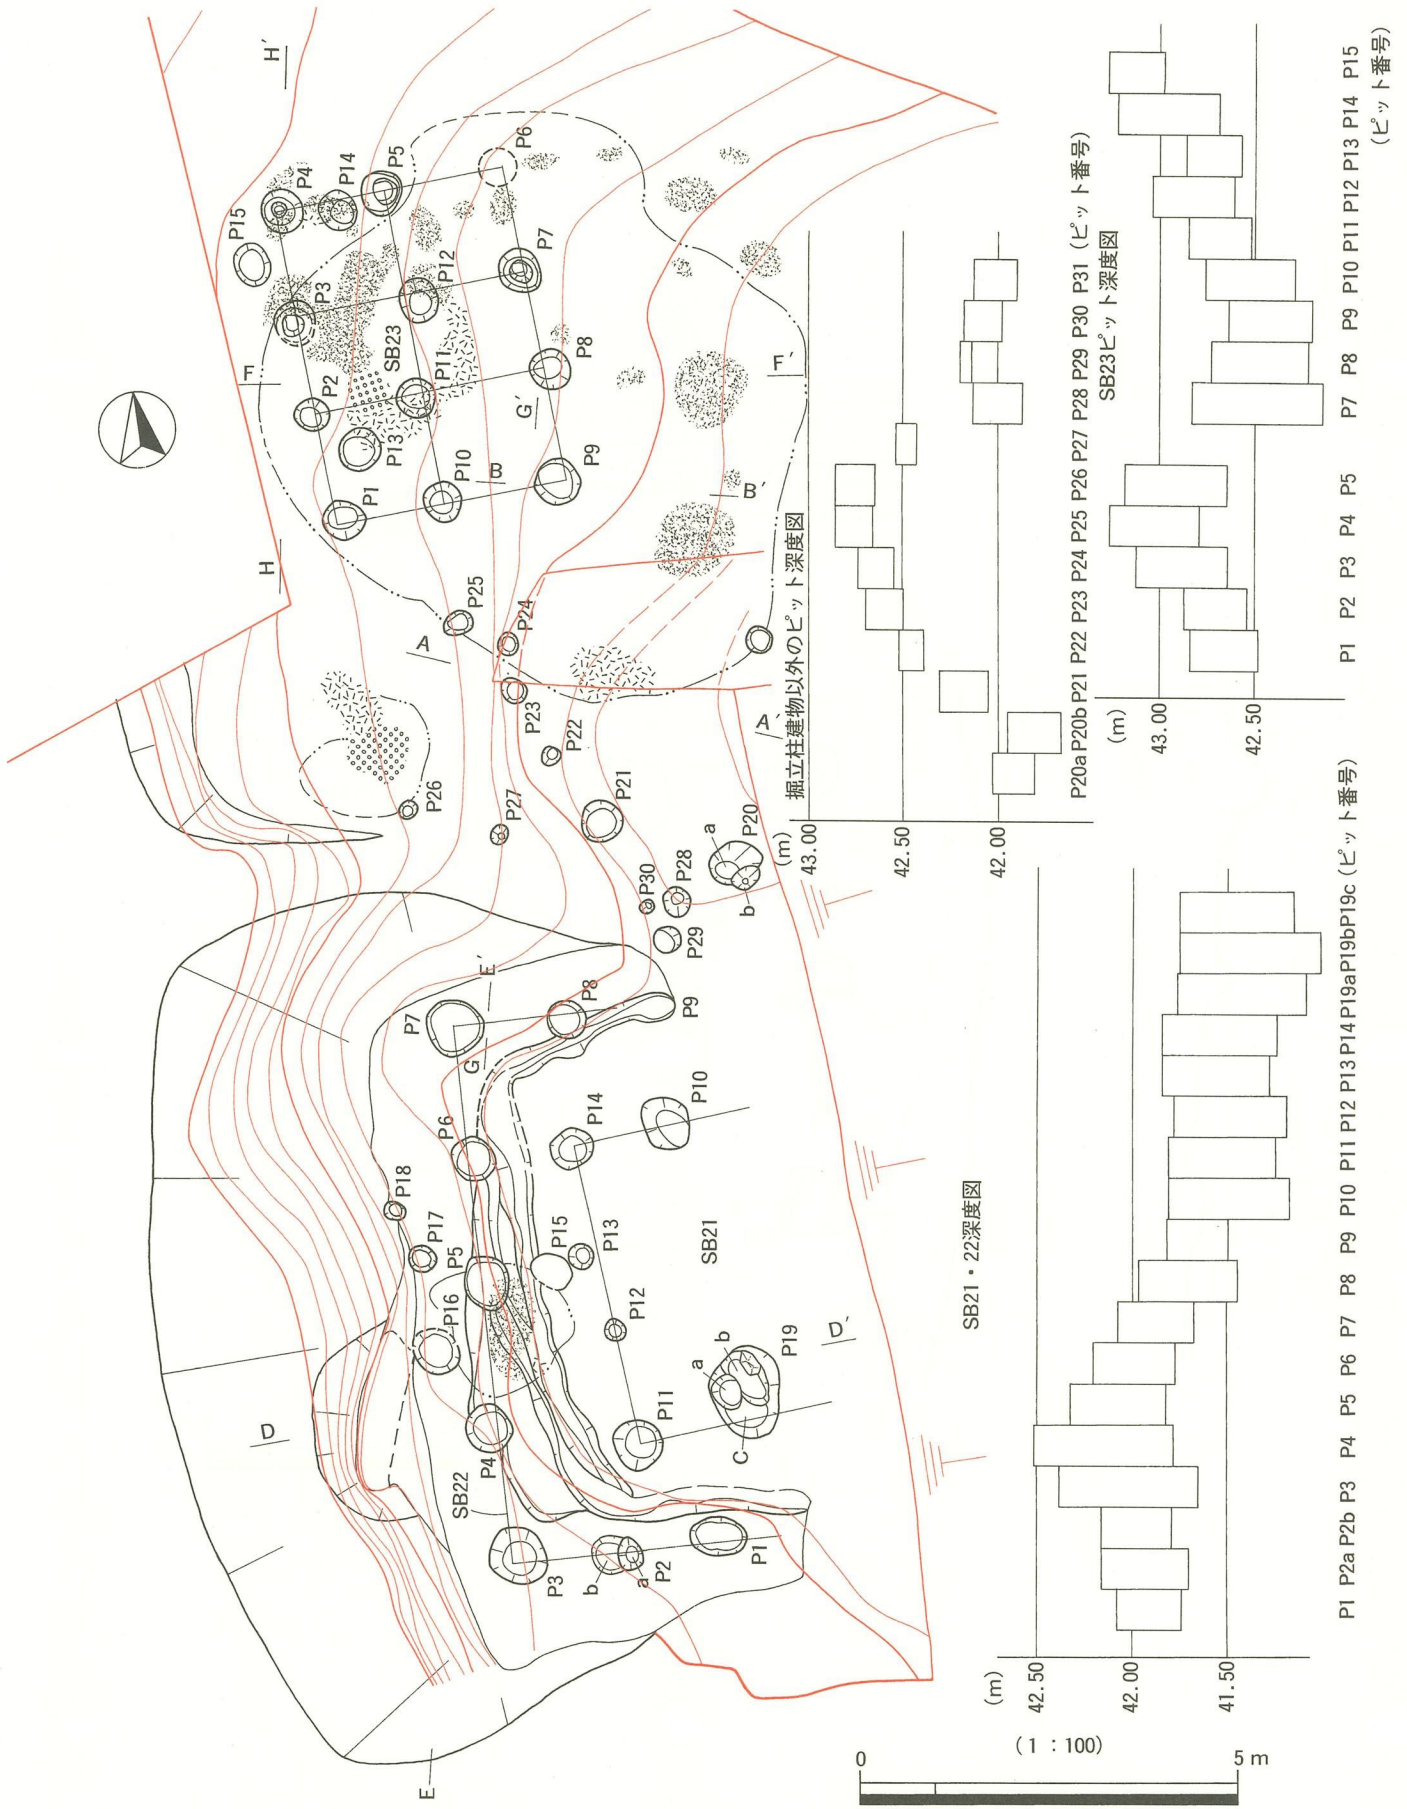 H′
P15
P4
P14
P5
P6
F
P3
P2
SB23
P12
P7
P11
P8
F′
P13
G′
P1
P10
B
P9
B′
H
P25
A
P24
P23
A′
P22
P26
P27
P21
a
P20
b
P30
P28
P29
E′
P7
P8
P9
G
P6
P14
P10
P18
P17
P5
P15
P13
SB21
P16
P12
D′
a
b
P19
C
P11
D
P4
SB22
P3
b
a
P2
P1
E
掘立柱建物以外のピット深度図
(m)
43.00
42.50
42.00
P20a P20b P21 P22 P23 P24 P25 P26 P27 P28 P29 P30 P31 (ピット番号)
SB23ピット深度図
(m)
43.00
42.50
P1 P2 P3 P4 P5 P7 P8 P9 P10 P11 P12 P13 P14 P15
(ピット番号)
SB21・22深度図
(m)
42.50
42.00
41.50
P1 P2a P2b P3 P4 P5 P6 P7 P8 P9 P10 P11 P12 P13 P14 P19a P19b P19c (ピット番号)
(1:100)
0 5m